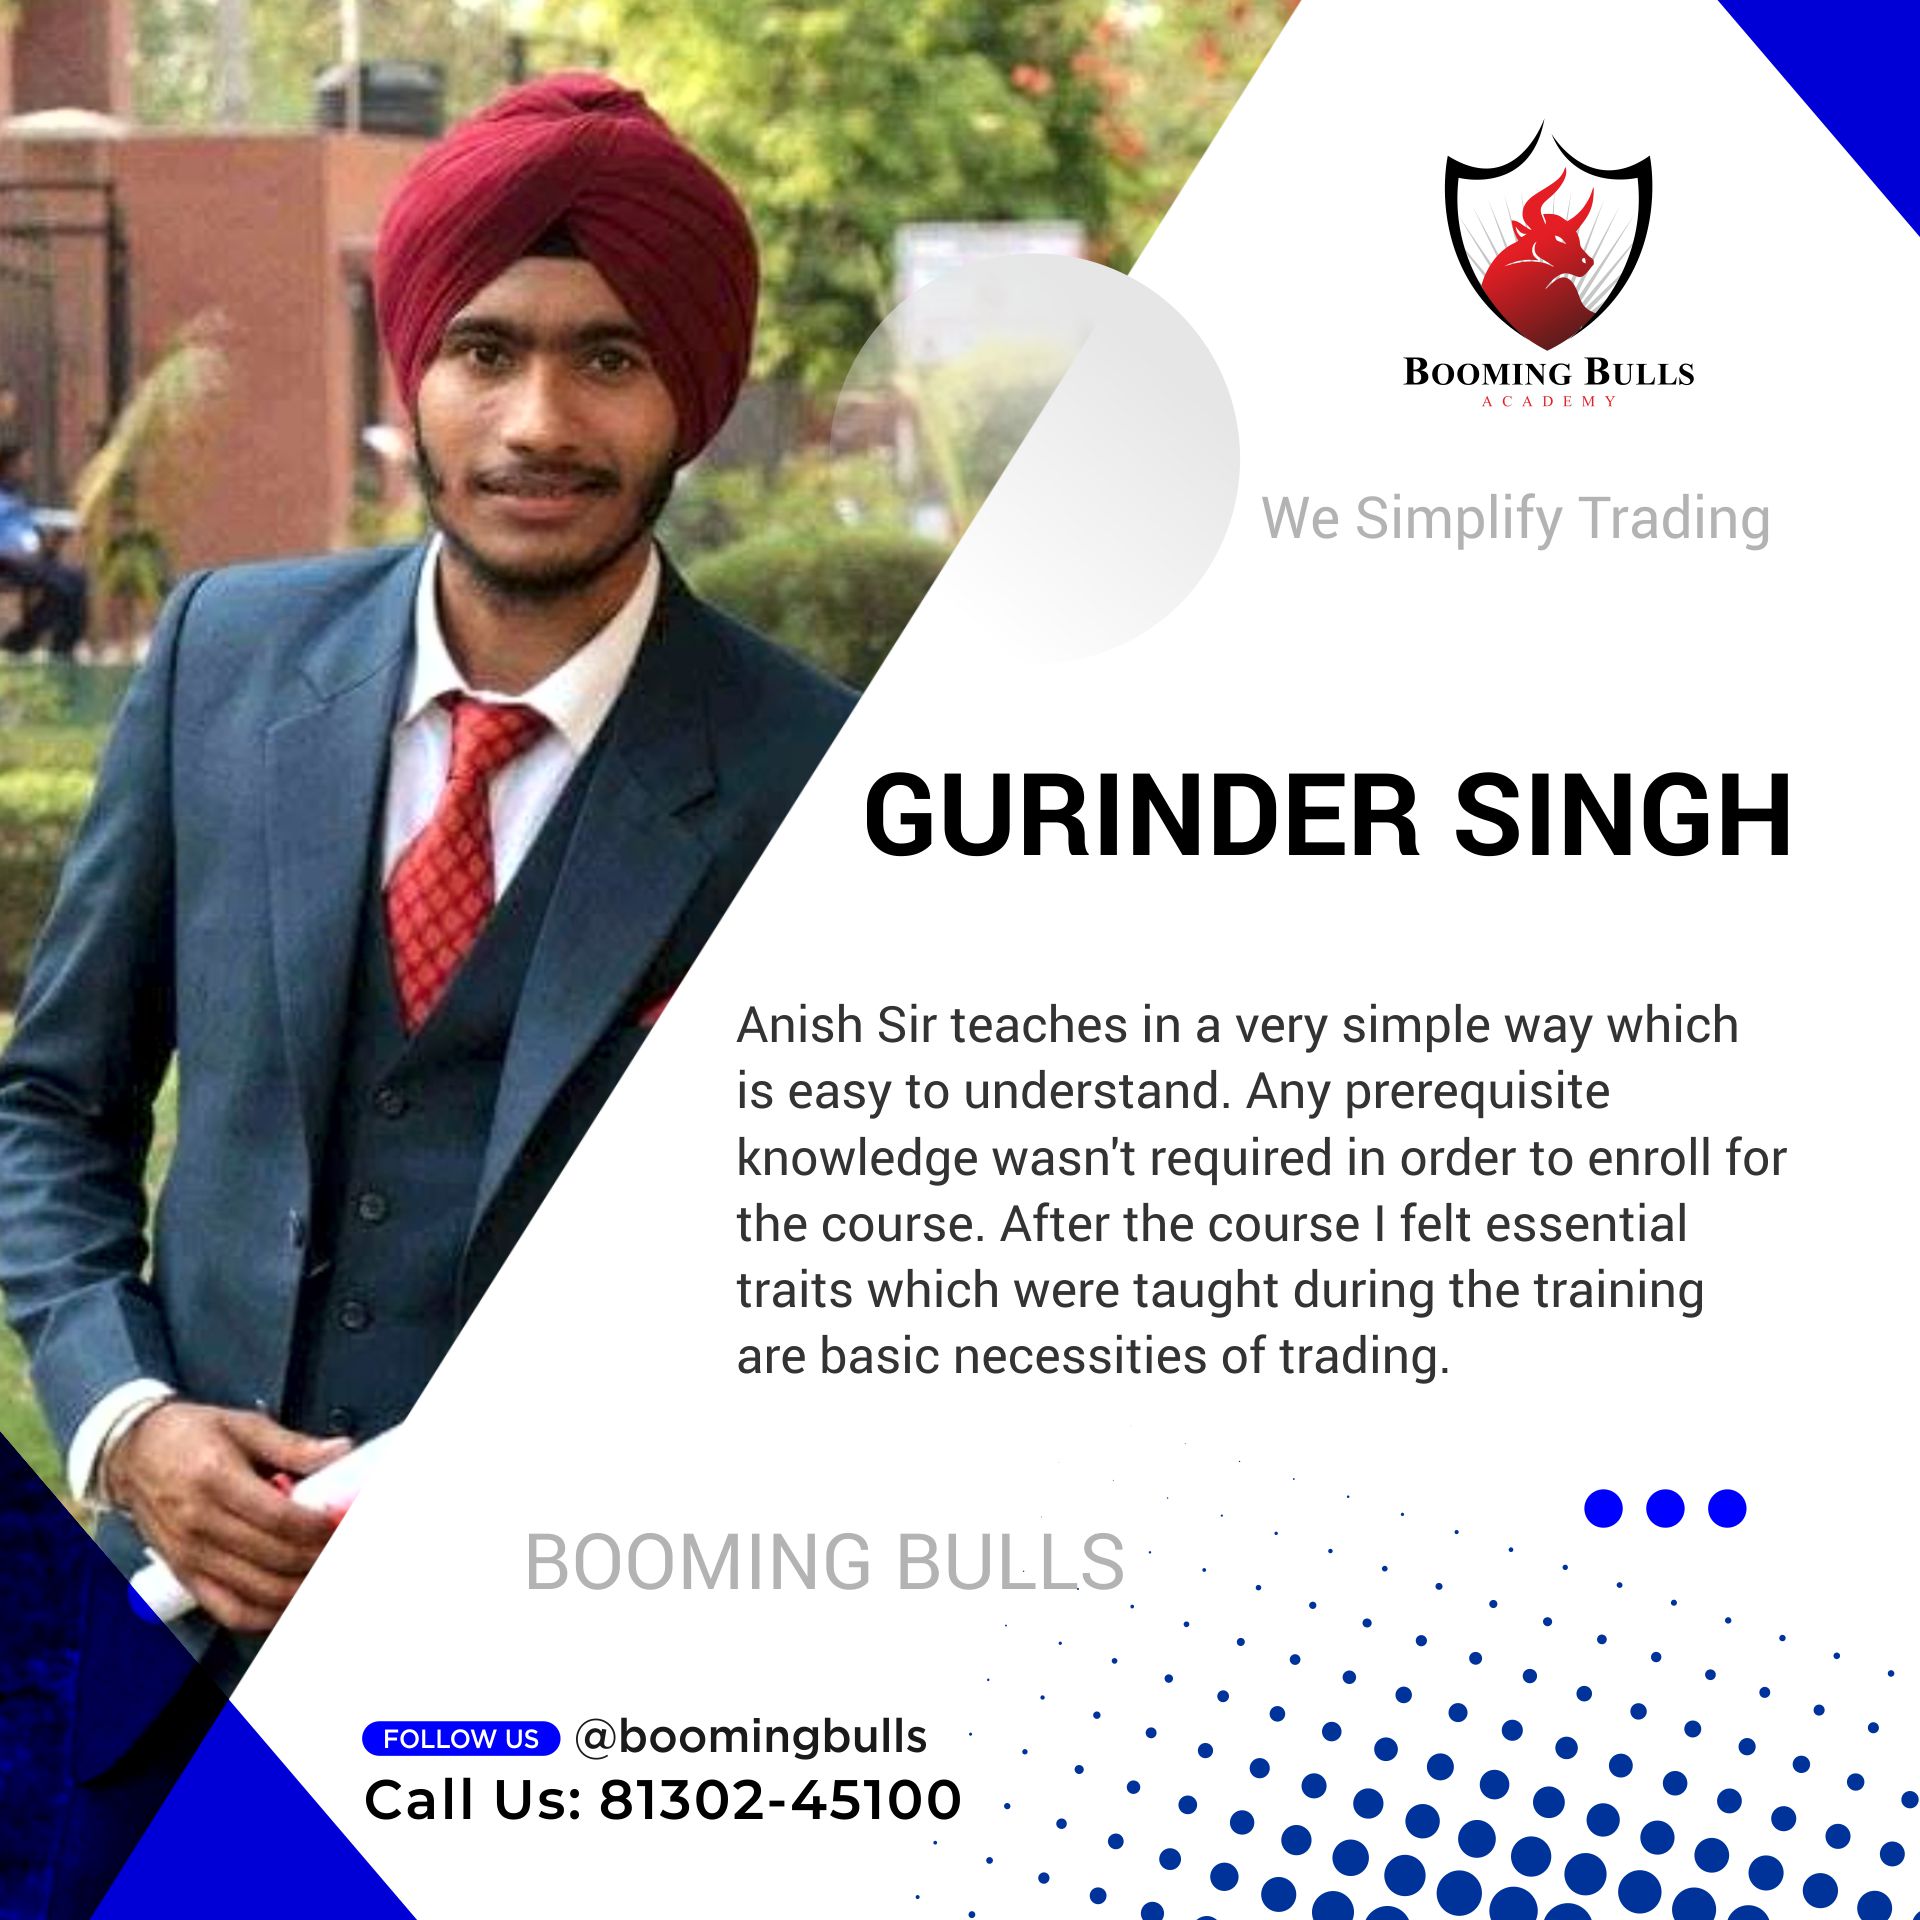 BOOMING BULLS
ACADEMY
We Simplify Trading
GURINDER SINGH
Anish Sir teaches in a very simple way which
is easy to understand. Any prerequisite
knowledge wasn't required in order to enroll for
the course. After the course I felt essential
traits which were taught during the training
are basic necessities of trading.
BOOMING BULLS
FOLLOW US @boomingbulls
Call Us: 81302-45100